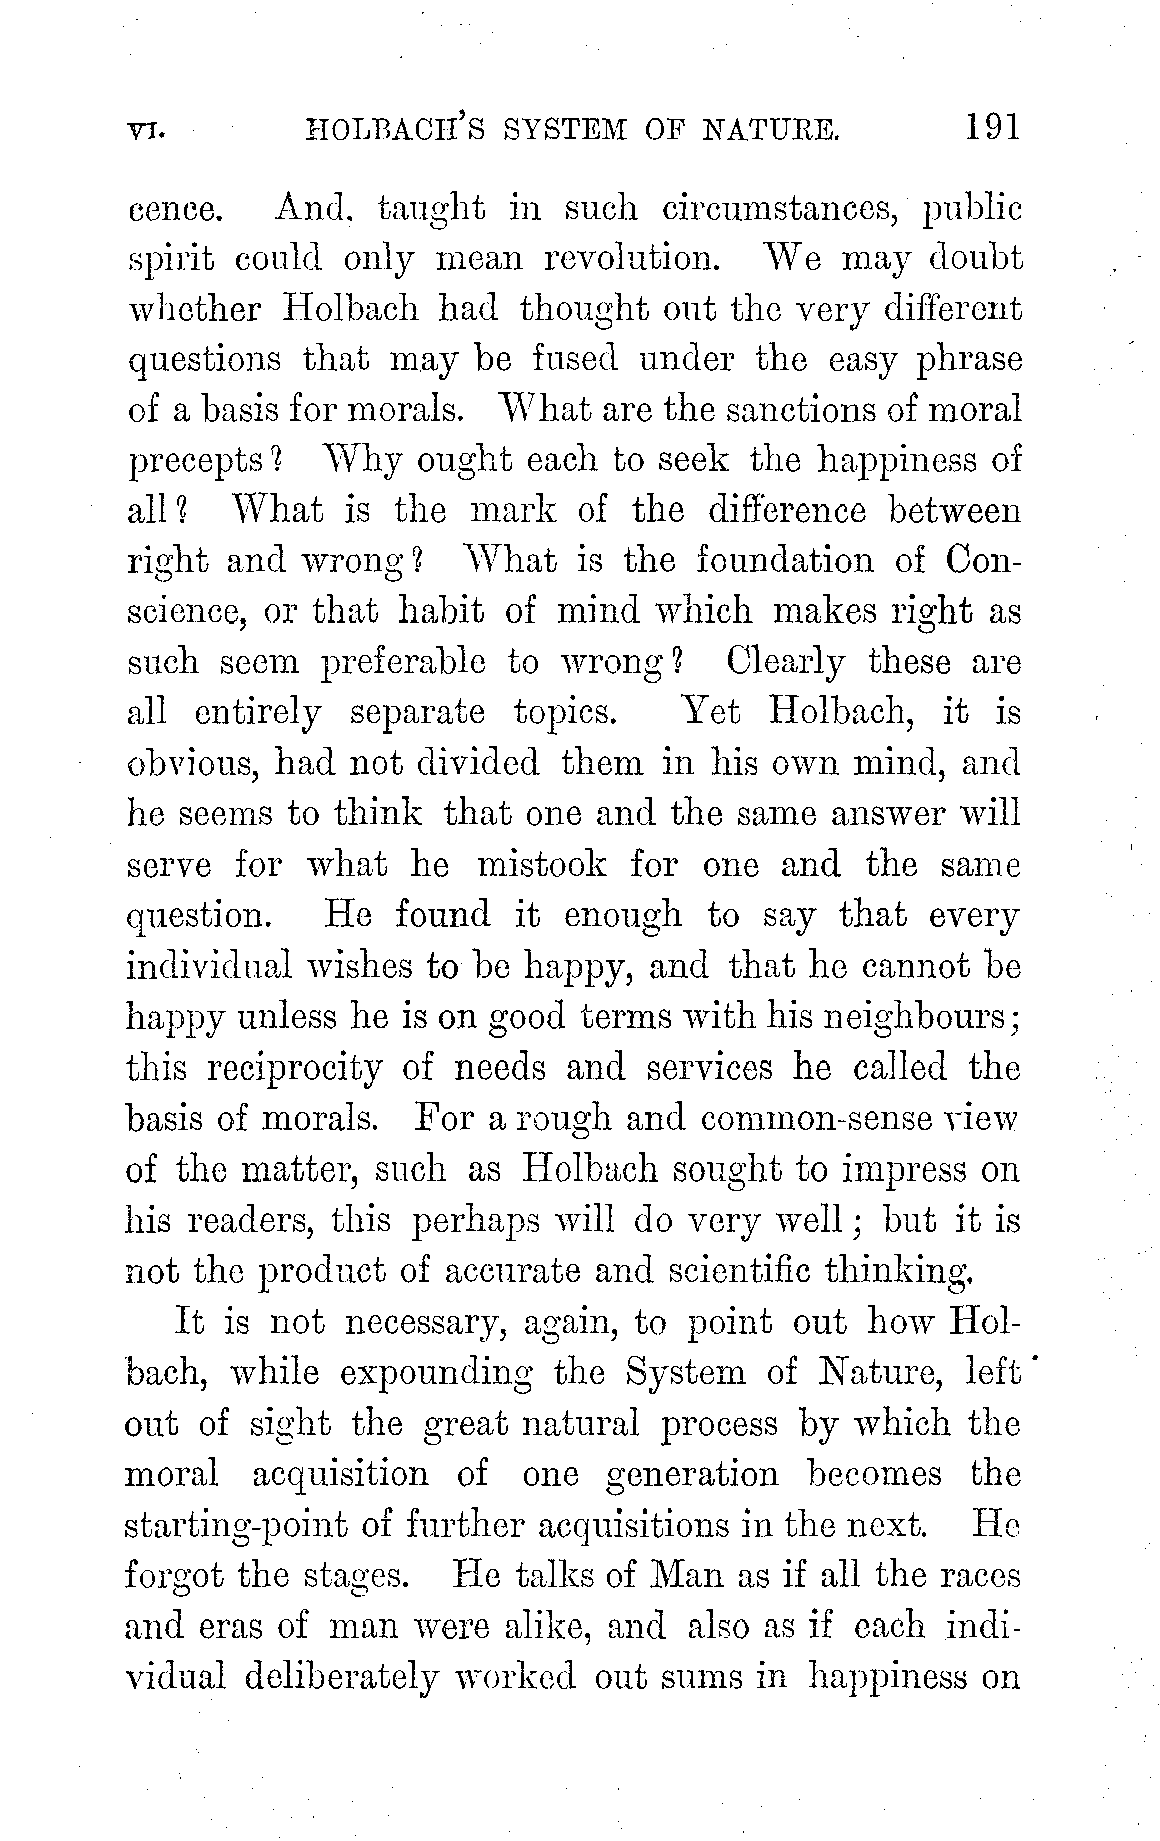 VI. HOLBACH'S SYSTEM OF NATURE. 191
cence. And, taught in such circumstances, public
spirit could only mean revolution. We may doubt
whether Holbach had thought out the very different
questions that may be fused under the easy phrase
of a basis for morals. What are the sanctions of moral
precepts? Why ought each to seek the happiness of
all? What is the mark of the difference between
right and wrong? What is the foundation of Con-
science, or that habit of mind which makes right as
such seem preferable to wrong? Clearly these are
all entirely separate topics. Yet Holbach, it is
obvious, had not divided them in his own mind, and
he seems to think that one and the same answer will
serve for what he mistook for one and the same
question. He found it enough to say that every
individual wishes to be happy, and that he cannot be
happy unless he is on good terms with his neighbours;
this reciprocity of needs and services he called the
basis of morals. For a rough and common-sense view
of the matter, such as Holbach sought to impress on
his readers, this perhaps will do very well; but it is
not the product of accurate and scientific thinking.
It is not necessary, again, to point out how Hol-
bach, while expounding the System of Nature, left
out of sight the great natural process by which the
moral acquisition of one generation becomes the
starting-point of further acquisitions in the next. He
forgot the stages. He talks of Man as if all the races
and eras of man were alike, and also as if each indi-
vidual deliberately worked out sums in happiness on